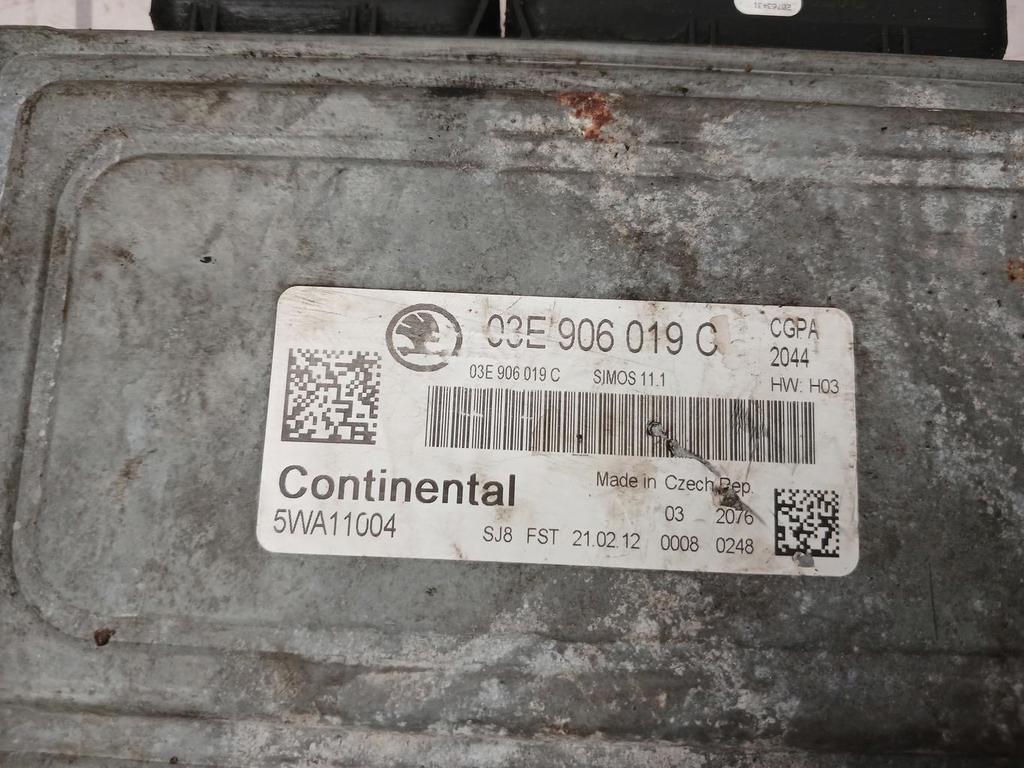 03E 906 019 C
CGPA
2044
03E 906 019 C SIMOS 11.1
HW: H03
Continental
Made in Czech Rep.
5WA11004
03 2076
SJ8 FST 21.02.12 0008 0248